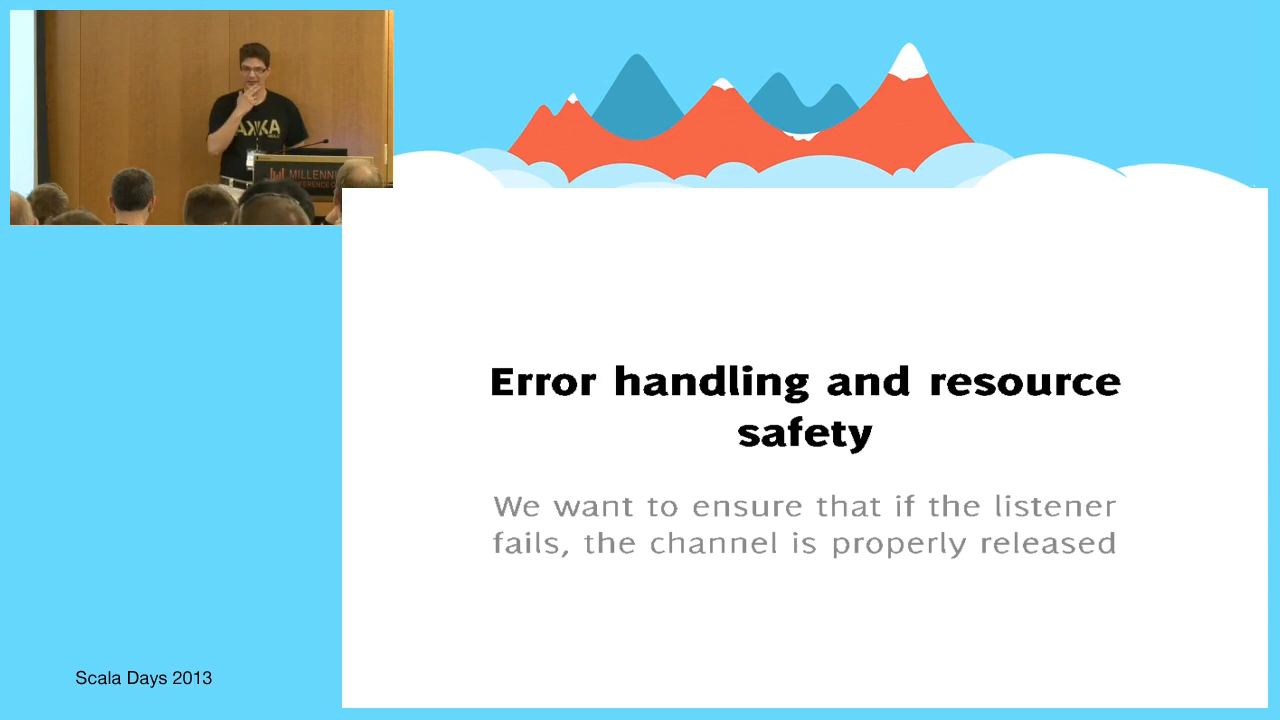 AKKA
MILLENNI
Error handling and resource
safety
We want to ensure that if the listener
fails, the channel is properly released
Scala Days 2013